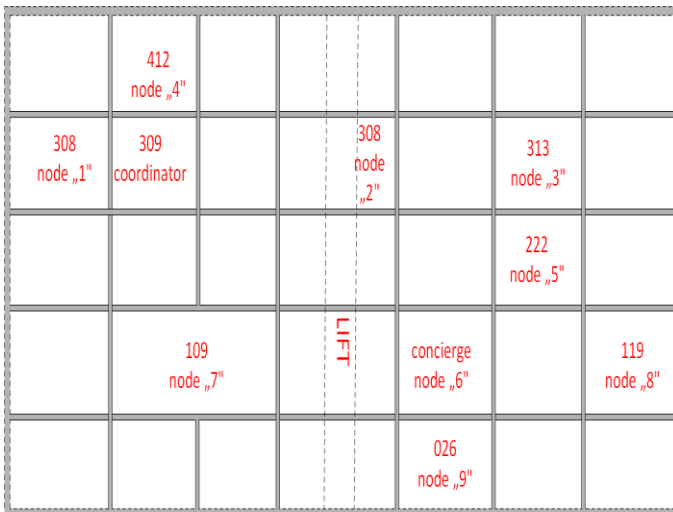 412
node „4"
308
node „1"
309
coordinator
308
node
„2"
313
node „3"
222
node „5"
LIFT
109
node „7"
concierge
node „6"
119
node „8"
026
node „9"